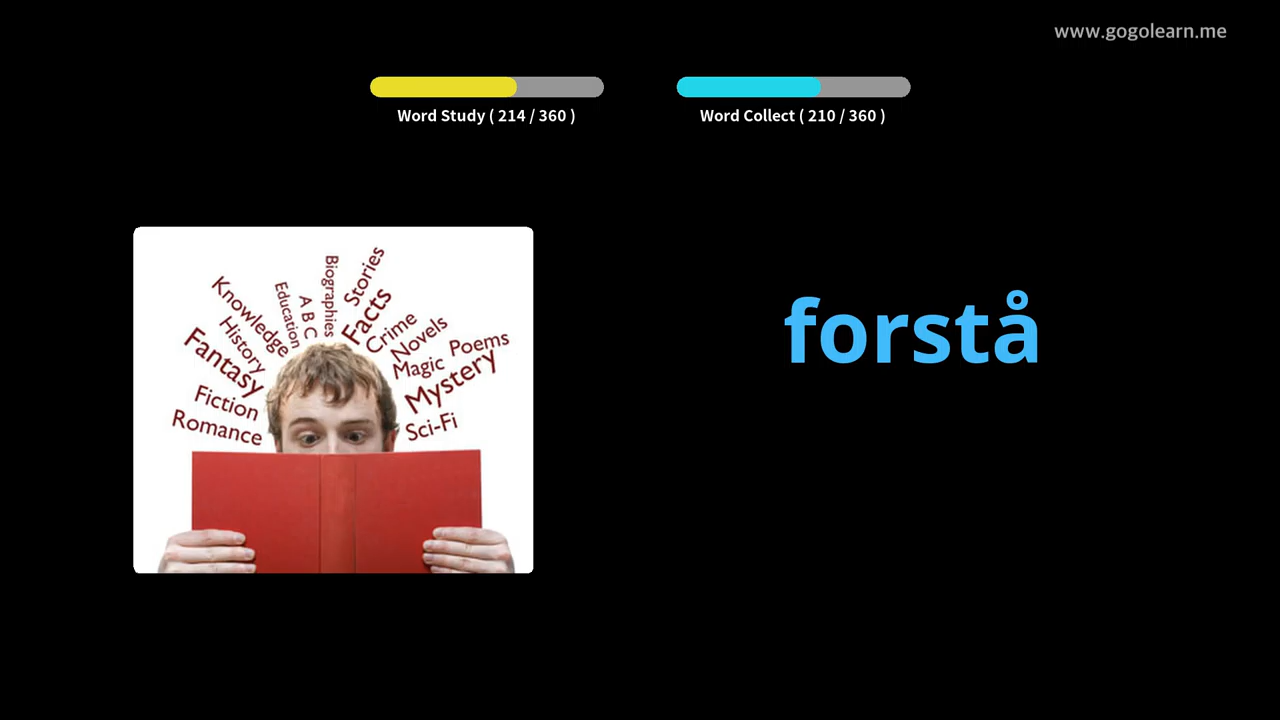 www.gogolearn.me
Word Study ( 214 / 360 )
Word Collect ( 210 / 360 )
forstå
Romance
Fiction
Fantasy
History
Knowledge
Education
A B C
Biographies
Stories
Facts
Crime
Novels
Magic
Poems
Mystery
Sci-Fi